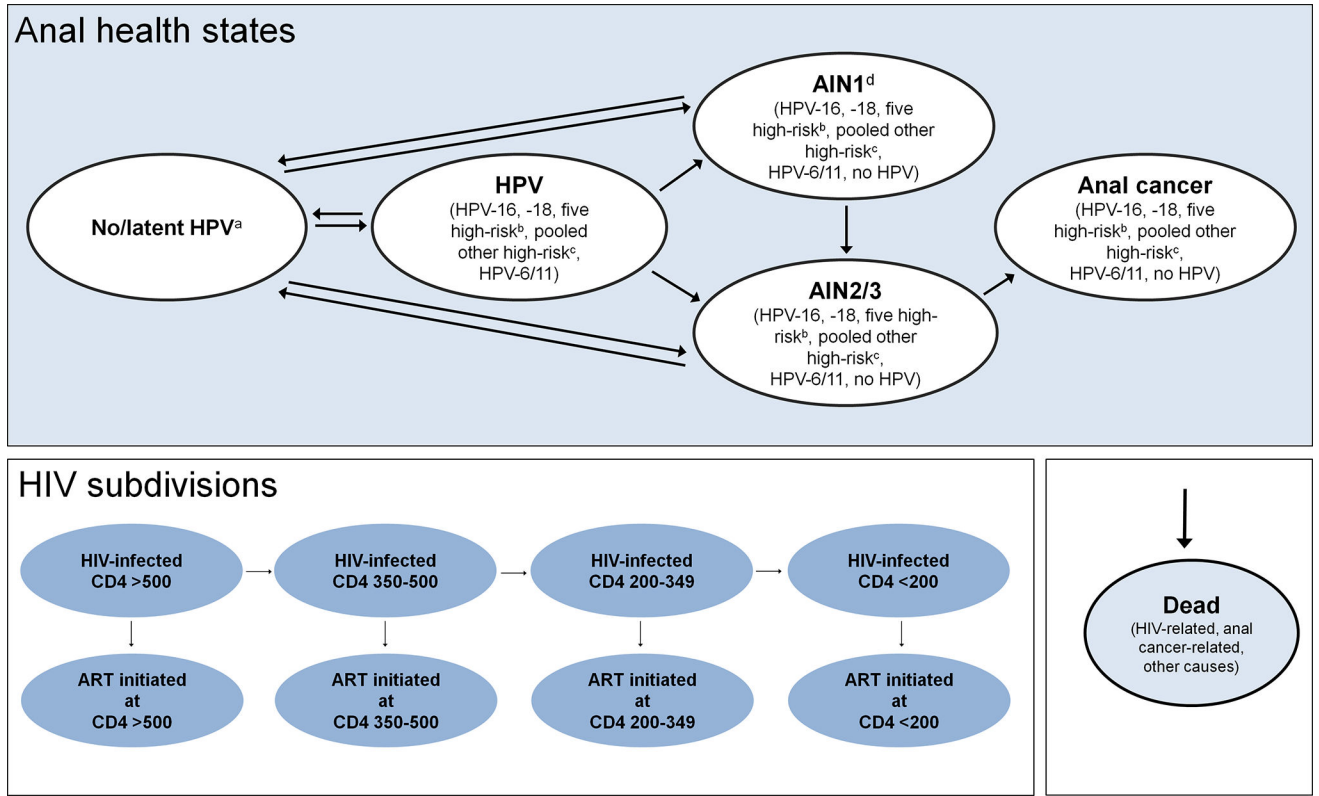 Anal health states
No/latent HPVᵃ
HPV
(HPV-16, -18, five
high-riskᵇ, pooled
other high-riskᶜ,
HPV-6/11)
AIN1ᵈ
(HPV-16, -18, five
high-riskᵇ, pooled other
high-riskᶜ,
HPV-6/11, no HPV)
AIN2/3
(HPV-16, -18, five high-
riskᵇ, pooled other
high-riskᶜ,
HPV-6/11, no HPV)
Anal cancer
(HPV-16, -18, five
high-riskᵇ, pooled other
high-riskᶜ,
HPV-6/11, no HPV)
HIV subdivisions
HIV-infected
CD4 >500
HIV-infected
CD4 350-500
HIV-infected
CD4 200-349
HIV-infected
CD4 <200
ART initiated
at
CD4 >500
ART initiated
at
CD4 350-500
ART initiated
at
CD4 200-349
ART initiated
at
CD4 <200
Dead
(HIV-related, anal
cancer-related,
other causes)